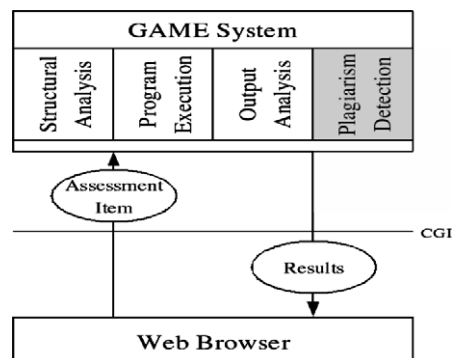 GAME System
Structural
Analysis
Program
Execution
Output
Analysis
Plagiarism
Detection
Assessment
Item
CGI
Results
Web Browser